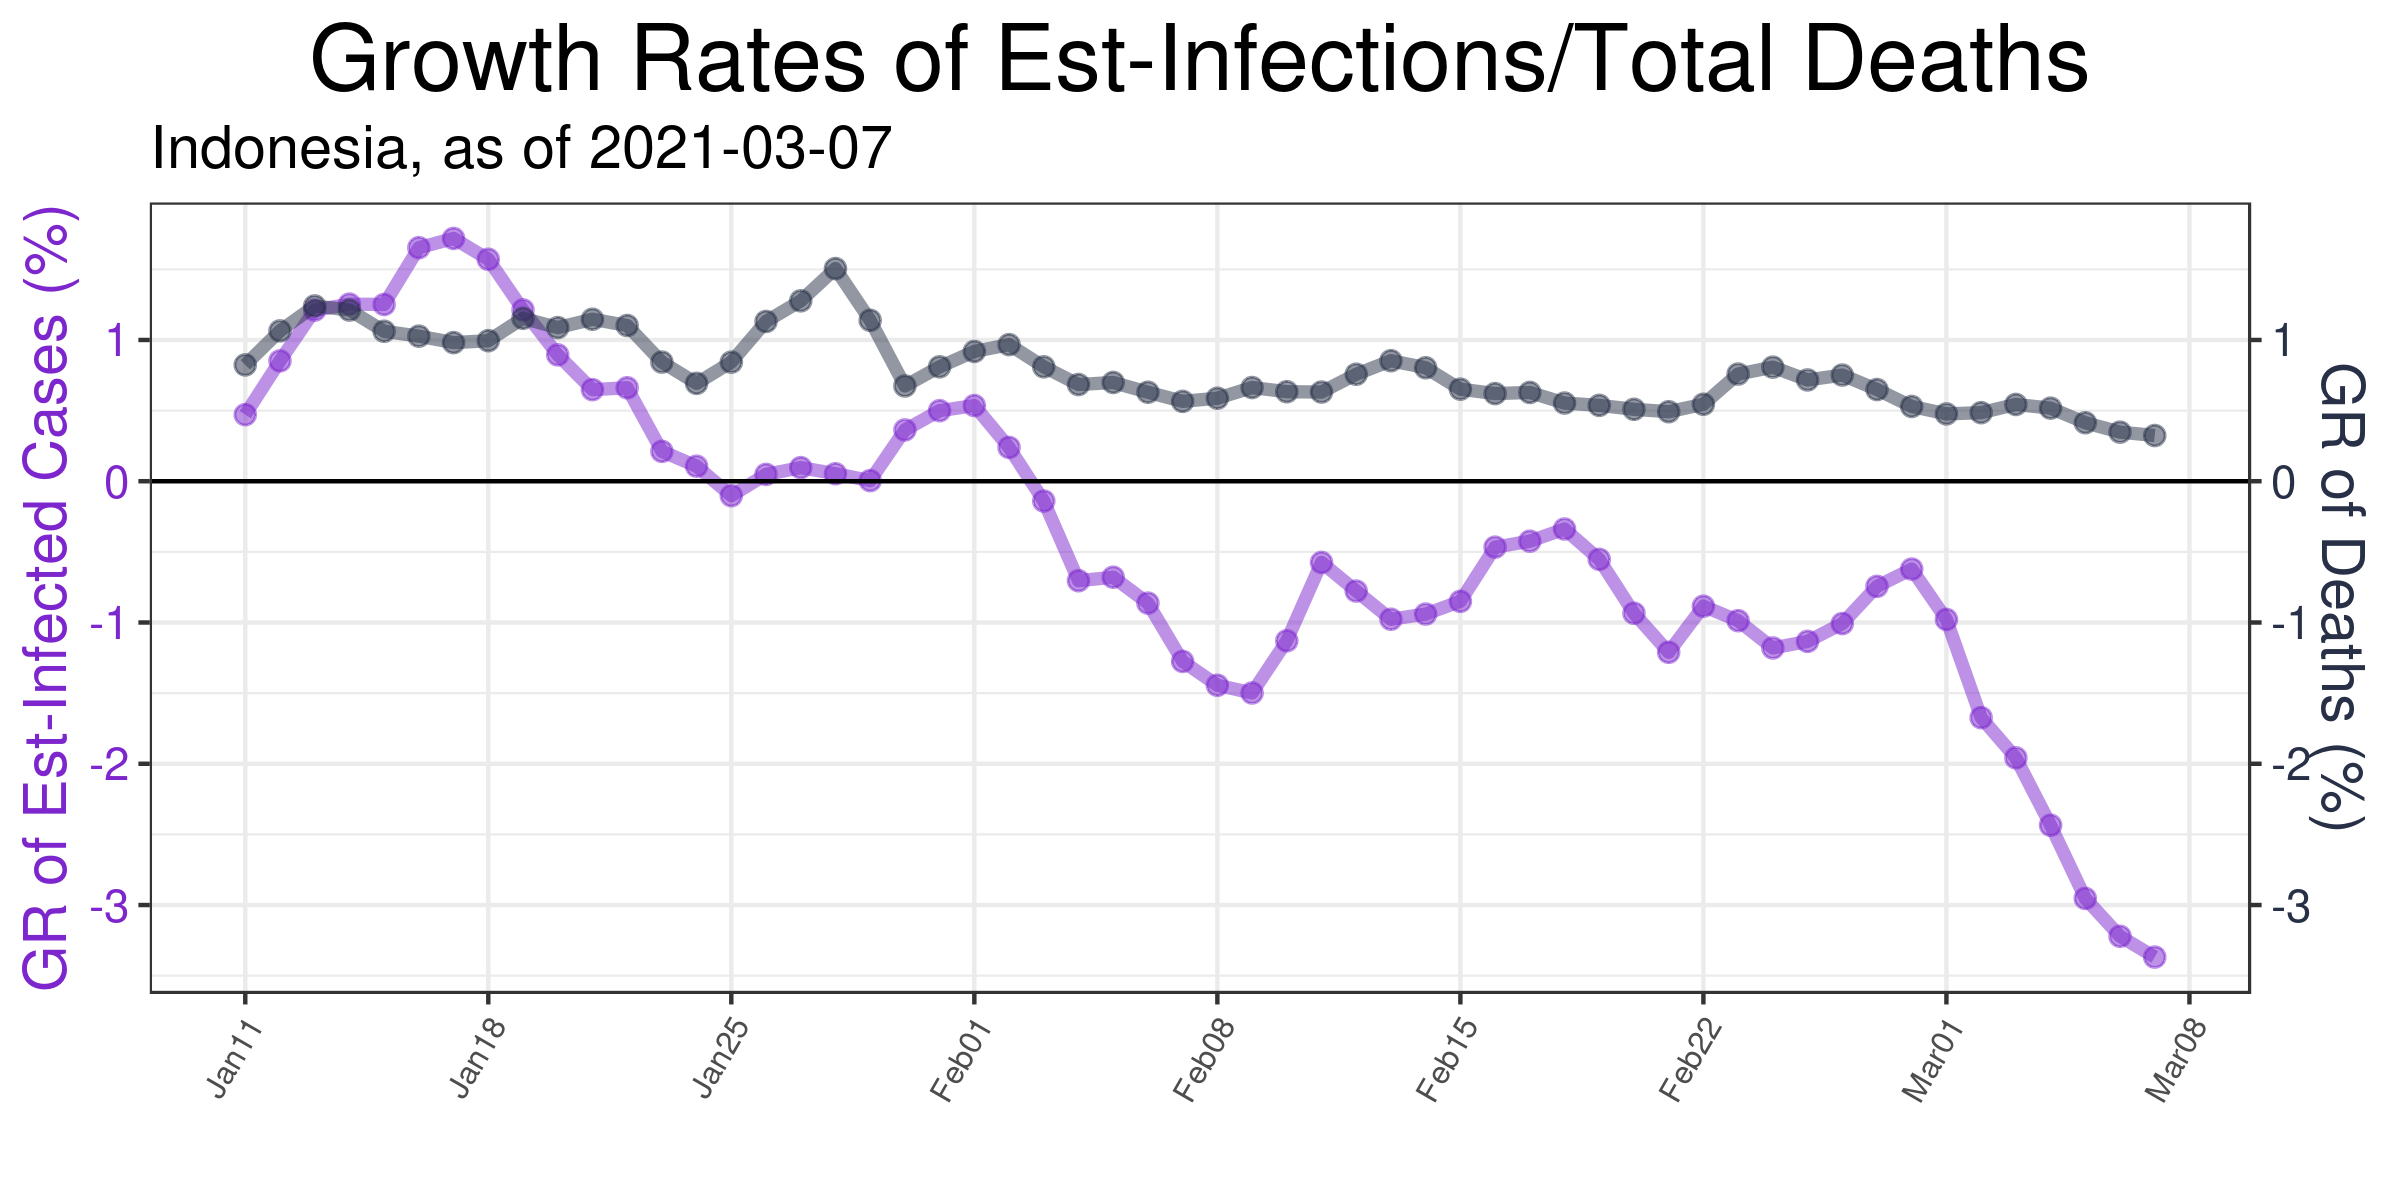 Growth Rates of Est-Infections/Total Deaths
Indonesia, as of 2021-03-07
GR of Est-Infected Cases (%)
1
0
-1
-2
-3
1
0
-1
-2
-3
GR of Deaths (%)
Jan11
Jan18
Jan25
Feb01
Feb08
Feb15
Feb22
Mar01
Mar08